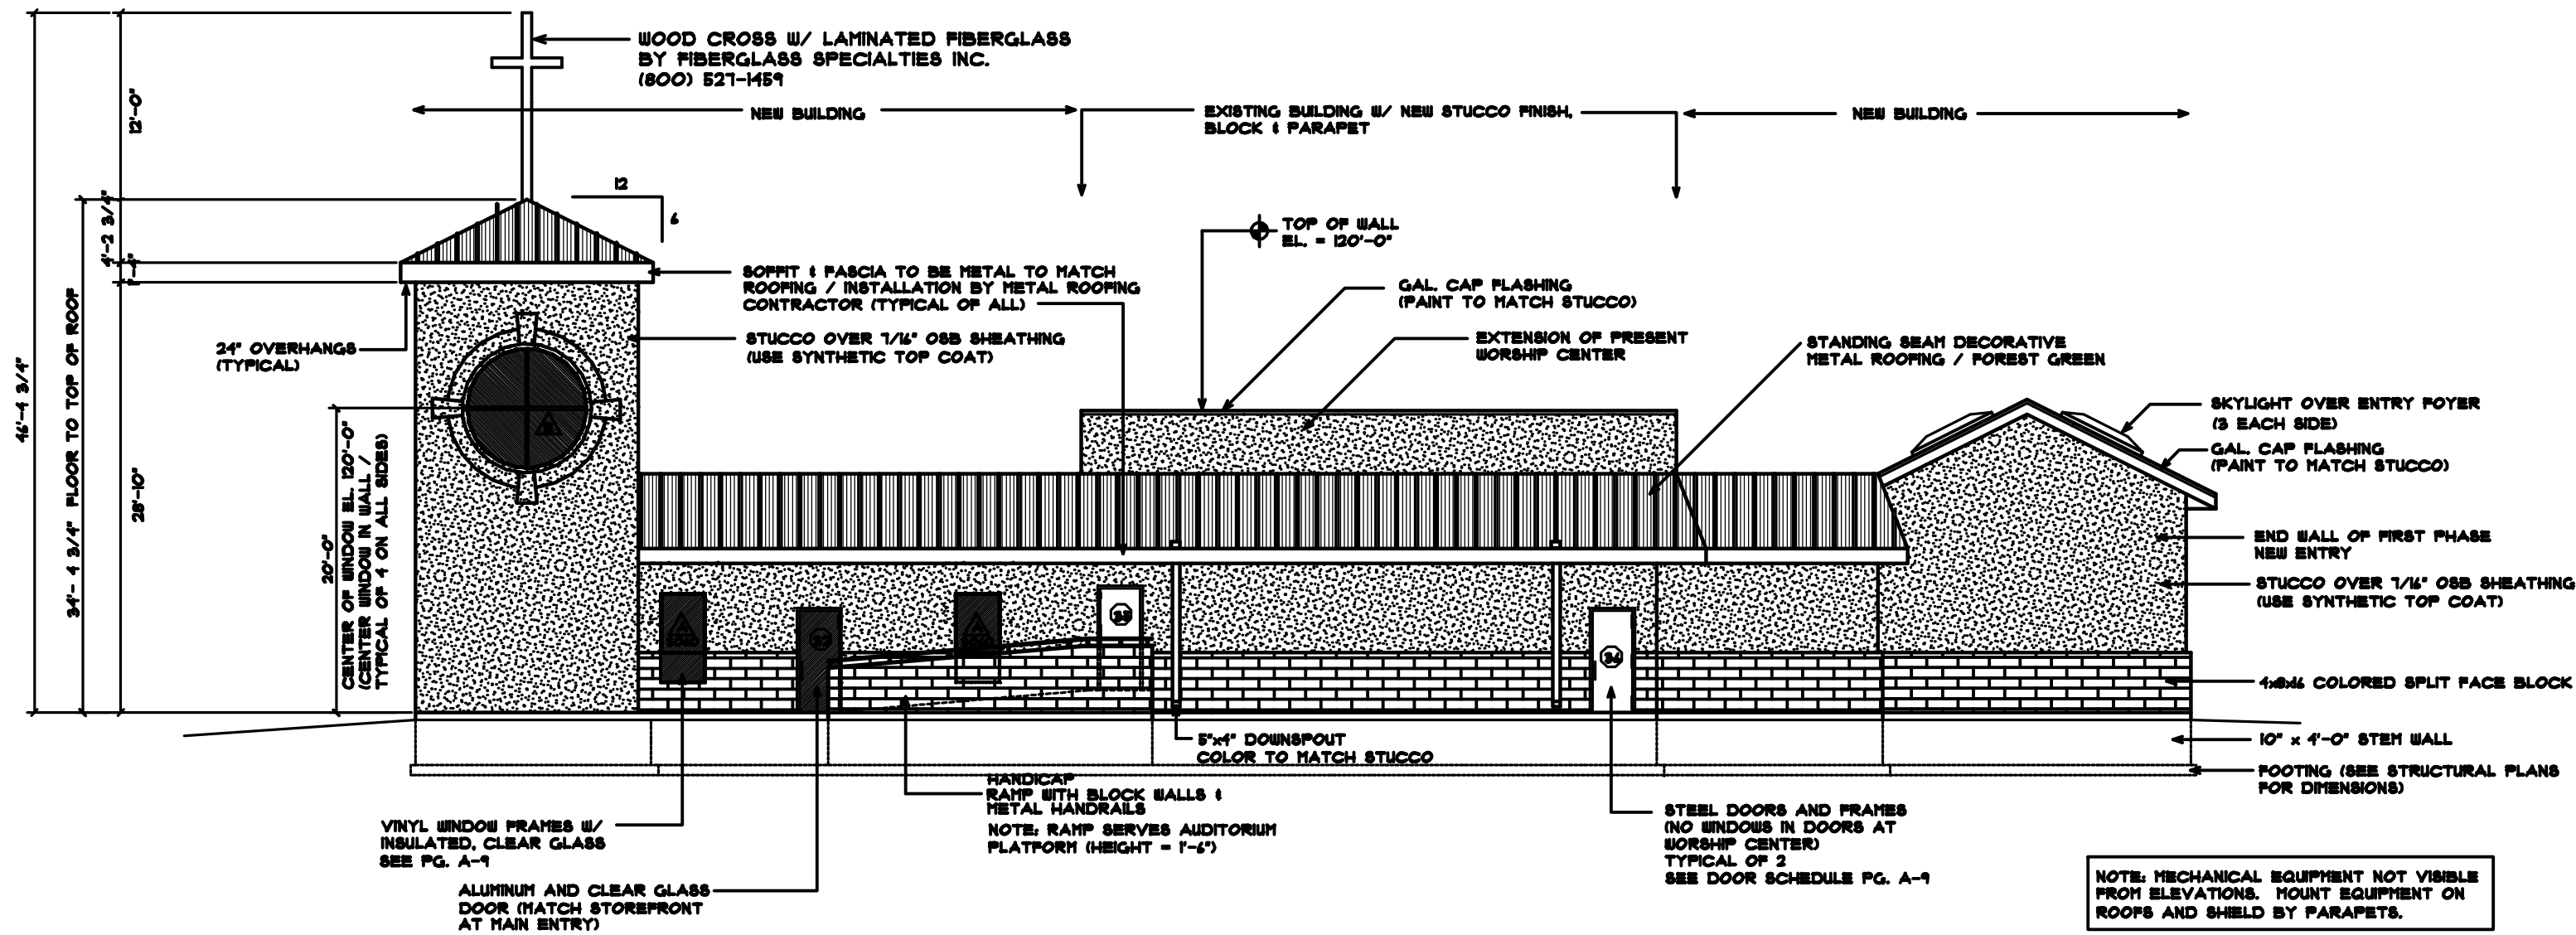 WOOD CROSS W/ LAMINATED FIBERGLASS
BY FIBERGLASS SPECIALTIES INC.
(800) 527-1459
NEW BUILDING
EXISTING BUILDING W/ NEW STUCCO FINISH,
BLOCK & PARAPET
NEW BUILDING
12'-0"
12
6
4'-2 3/4"
1'-4"
TOP OF WALL
EL. = 120'-0"
SOFFIT & FASCIA TO BE METAL TO MATCH
ROOFING / INSTALLATION BY METAL ROOFING
CONTRACTOR (TYPICAL OF ALL)
GAL. CAP FLASHING
(PAINT TO MATCH STUCCO)
24" OVERHANGS
(TYPICAL)
STUCCO OVER 7/16" OSB SHEATHING
(USE SYNTHETIC TOP COAT)
EXTENSION OF PRESENT
WORSHIP CENTER
STANDING SEAM DECORATIVE
METAL ROOFING / FOREST GREEN
46'-4 3/4"
34'- 4 3/4" FLOOR TO TOP OF ROOF
28'-10"
20'-0"
CENTER OF WINDOW EL. 120'-0"
(CENTER WINDOW IN WALL /
TYPICAL OF 4 ON ALL SIDES)
SKYLIGHT OVER ENTRY FOYER
(3 EACH SIDE)
GAL. CAP FLASHING
(PAINT TO MATCH STUCCO)
END WALL OF FIRST PHASE
NEW ENTRY
STUCCO OVER 7/16" OSB SHEATHING
(USE SYNTHETIC TOP COAT)
35
36
4x8x16 COLORED SPLIT FACE BLOCK
10" x 4'-0" STEM WALL
FOOTING (SEE STRUCTURAL PLANS
FOR DIMENSIONS)
5"x4" DOWNSPOUT
COLOR TO MATCH STUCCO
HANDICAP
RAMP WITH BLOCK WALLS &
METAL HANDRAILS
NOTE: RAMP SERVES AUDITORIUM
PLATFORM (HEIGHT = 1'-6")
VINYL WINDOW FRAMES W/
INSULATED, CLEAR GLASS
SEE PG. A-9
ALUMINUM AND CLEAR GLASS
DOOR (MATCH STOREFRONT
AT MAIN ENTRY)
STEEL DOORS AND FRAMES
(NO WINDOWS IN DOORS AT
WORSHIP CENTER)
TYPICAL OF 2
SEE DOOR SCHEDULE PG. A-9
NOTE: MECHANICAL EQUIPMENT NOT VISIBLE
FROM ELEVATIONS. MOUNT EQUIPMENT ON
ROOFS AND SHIELD BY PARAPETS.